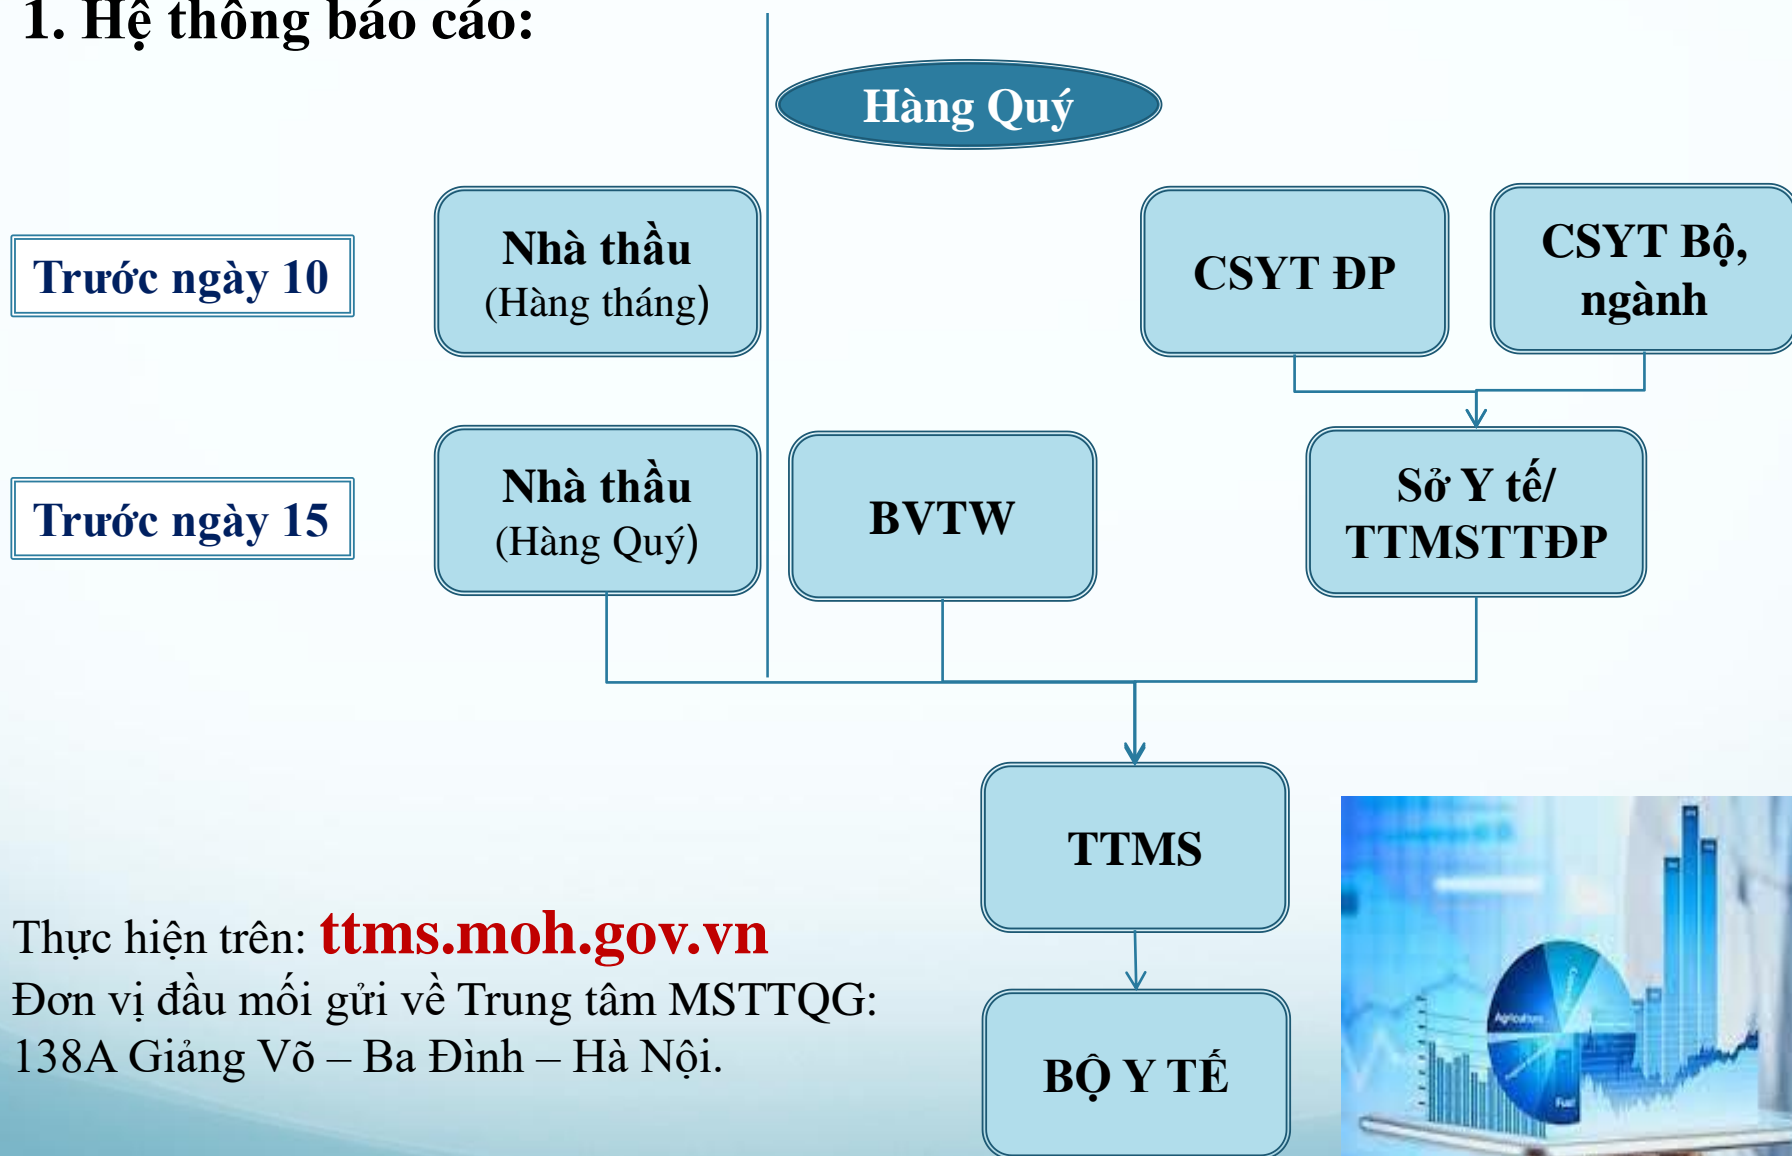 1. Hệ thống báo cáo:
Hàng Quý
Trước ngày 10
Nhà thầu
(Hàng tháng)
CSYT ĐP
CSYT Bộ,
ngành
Trước ngày 15
Nhà thầu
(Hàng Quý)
BVTW
Sở Y tế/
TTMSTTĐP
TTMS
Thực hiện trên: ttms.moh.gov.vn
Đơn vị đầu mối gửi về Trung tâm MSTTQG:
138A Giảng Võ – Ba Đình – Hà Nội.
BỘ Y TẾ
Agriculture
Fuel